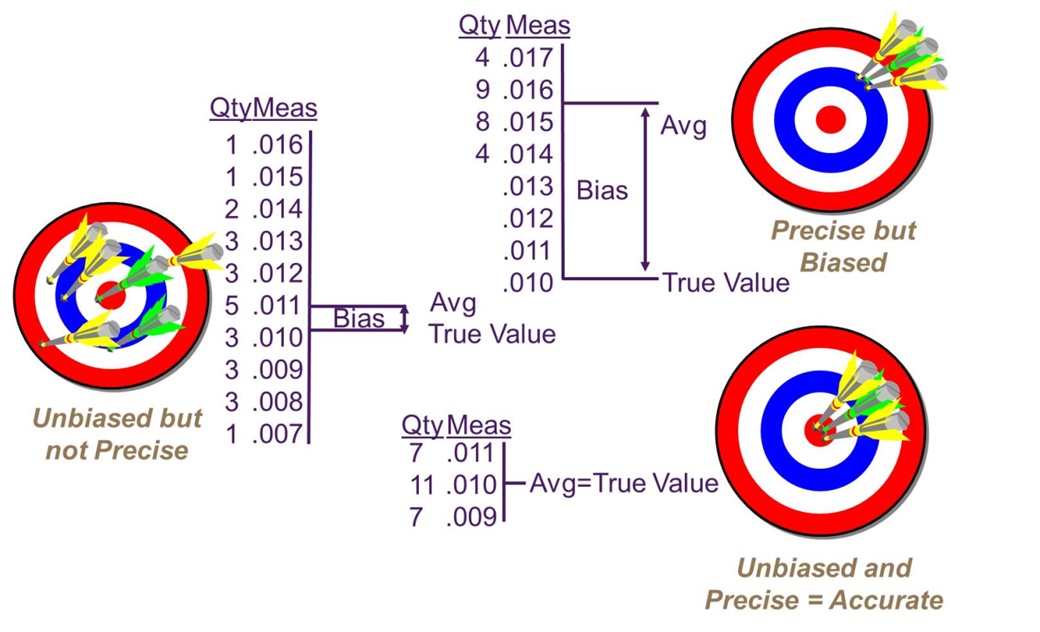 Qty Meas
4 .017
9 .016
8 .015
4 .014
.013
.012
.011
.010
Avg
Bias
True Value
Precise but
Biased
Qty Meas
1 .016
1 .015
2 .014
3 .013
3 .012
5 .011
3 .010
3 .009
3 .008
1 .007
Avg
Bias
True Value
Unbiased but
not Precise
Qty Meas
7 .011
11 .010
7 .009
Avg=True Value
Unbiased and
Precise = Accurate